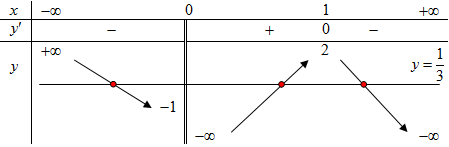 x −∞ 0 1 +∞
y' − + 0 −
+∞ 2
y y = 1/3
−1
−∞ −∞